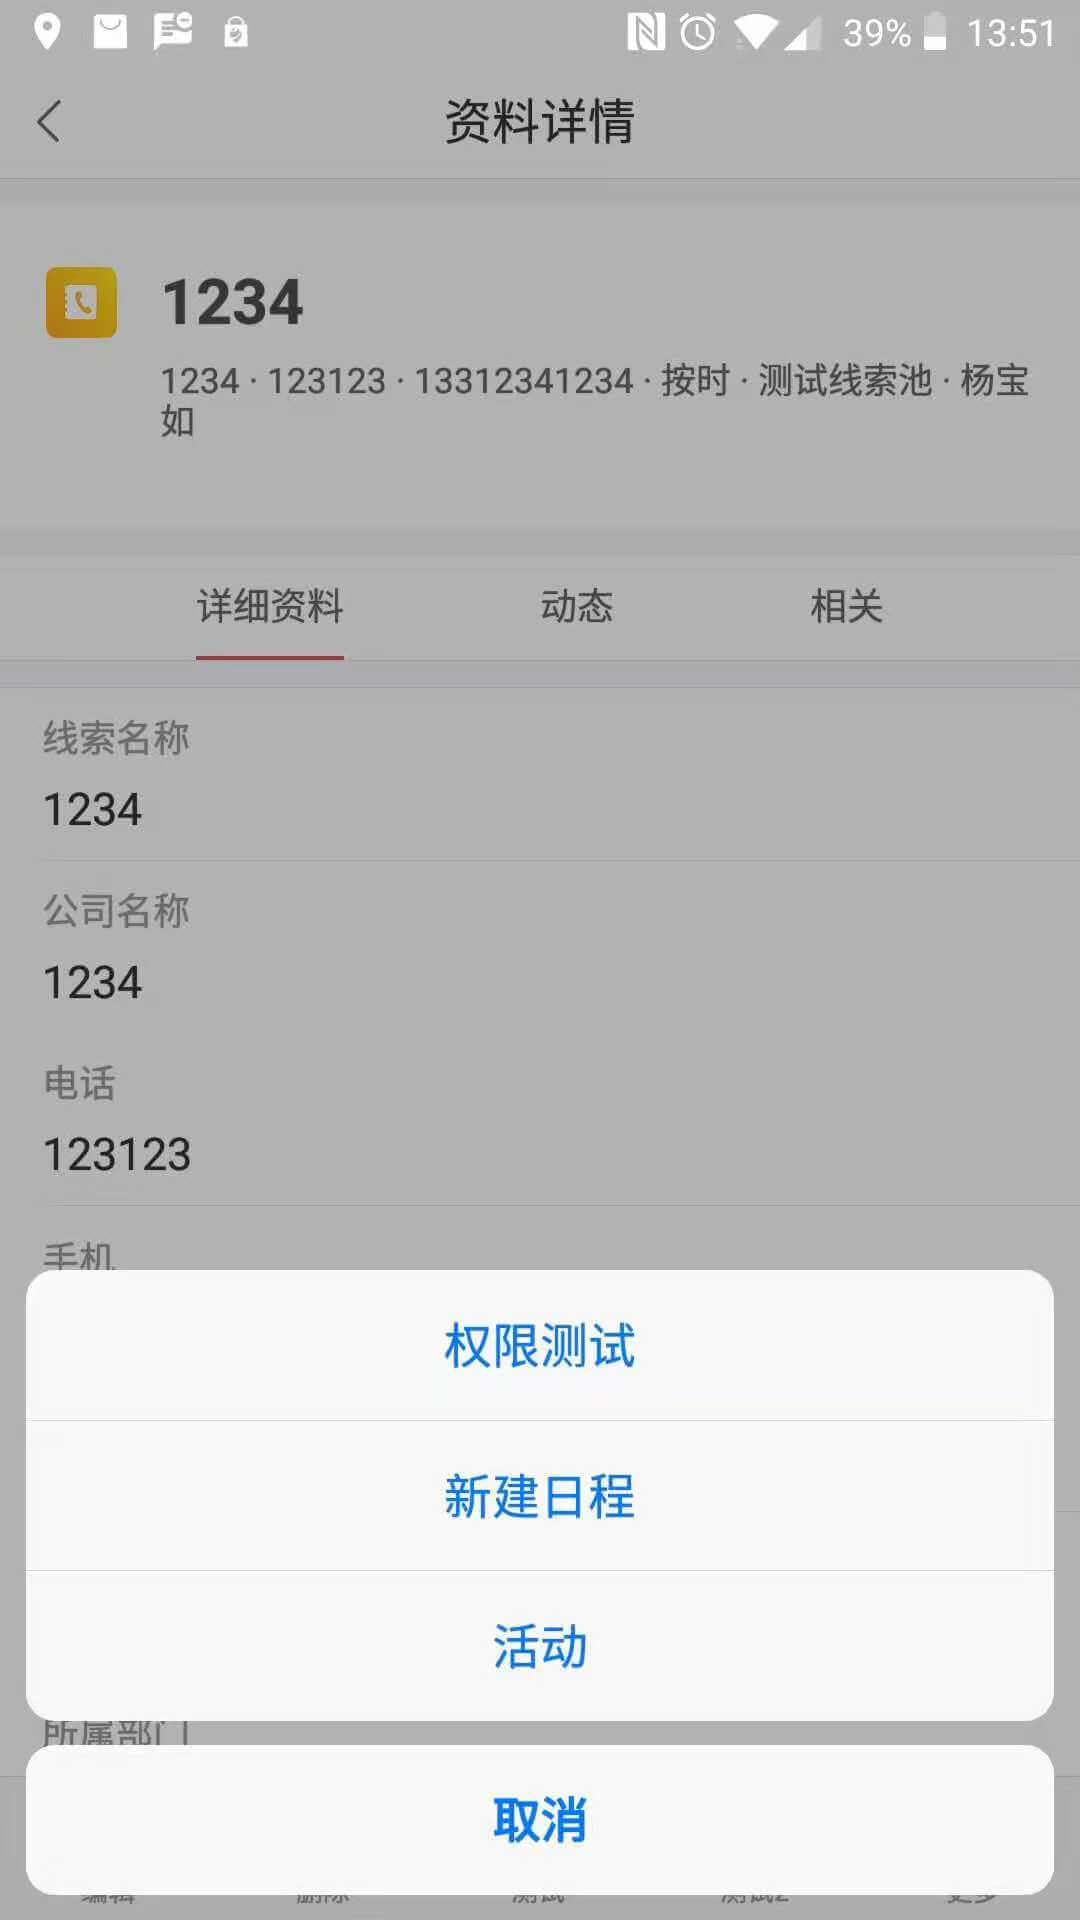 39% 13:51
资料详情
1234
1234 · 123123 · 13312341234 · 按时 · 测试线索池 · 杨宝
如
详细资料 动态 相关
线索名称
1234
公司名称
1234
电话
123123
手机
权限测试
新建日程
活动
所属部门
取消
编辑 删除 测试 测试2 更多